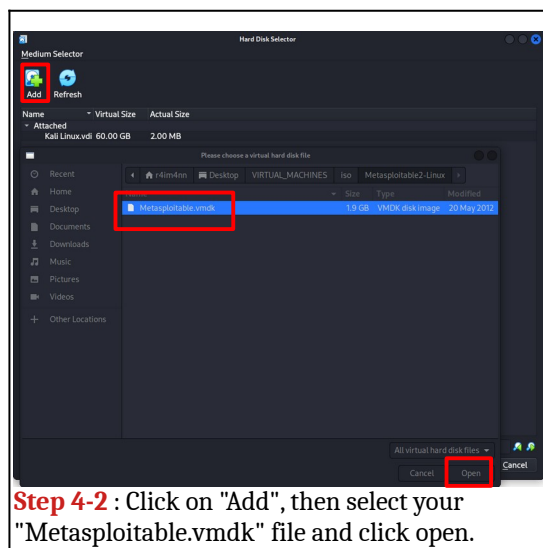 Hard Disk Selector
Medium Selector
Add Refresh
Name Virtual Size Actual Size
Attached
Kali Linux.vdi 60.00 GB 2.00 MB
Please choose a virtual hard disk file
Recent
r4im4nn Desktop VIRTUAL_MACHINES iso Metasploitable2-Linux
Home
Size Type Modified
Desktop
Metasploitable.vmdk 1.9 GB VMDK disk image 20 May 2012
Documents
Downloads
Music
Pictures
Videos
+ Other Locations
All virtual hard disk files
Cancel Open
Cancel
Step 4-2 : Click on "Add", then select your
"Metasploitable.vmdk" file and click open.